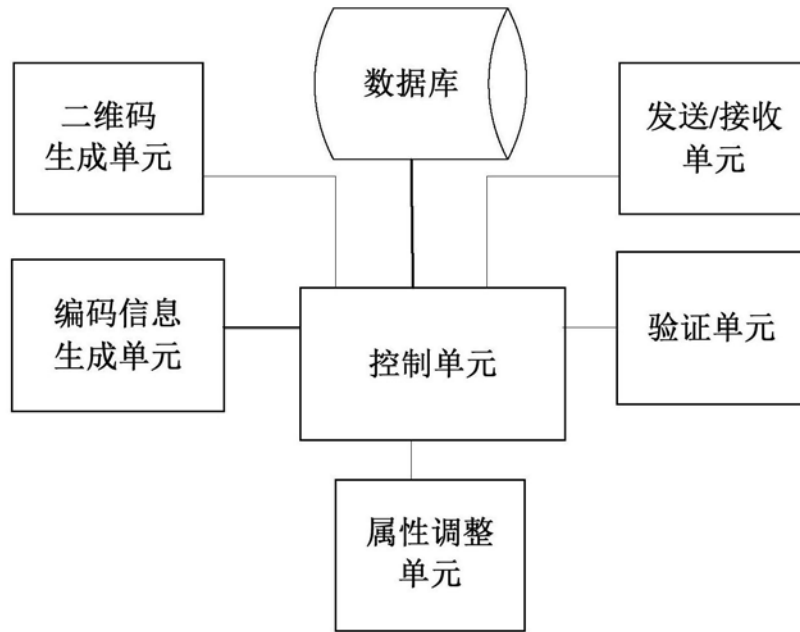 数据库
二维码
生成单元
发送/接收
单元
编码信息
生成单元
控制单元
验证单元
属性调整
单元